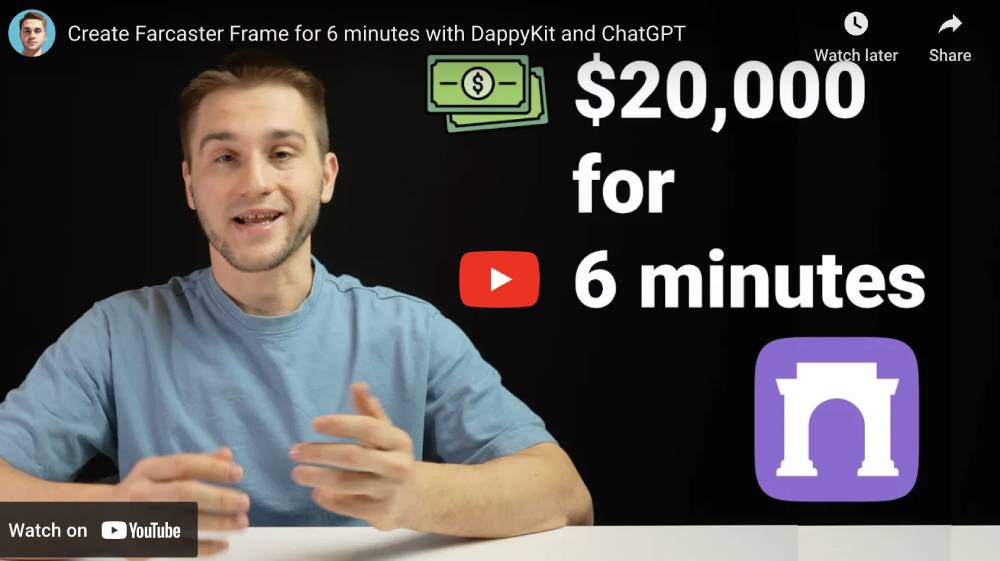 Create Farcaster Frame for 6 minutes with DappyKit and ChatGPT
Watch later
Share
$
$20,000
for
6 minutes
Watch on YouTube